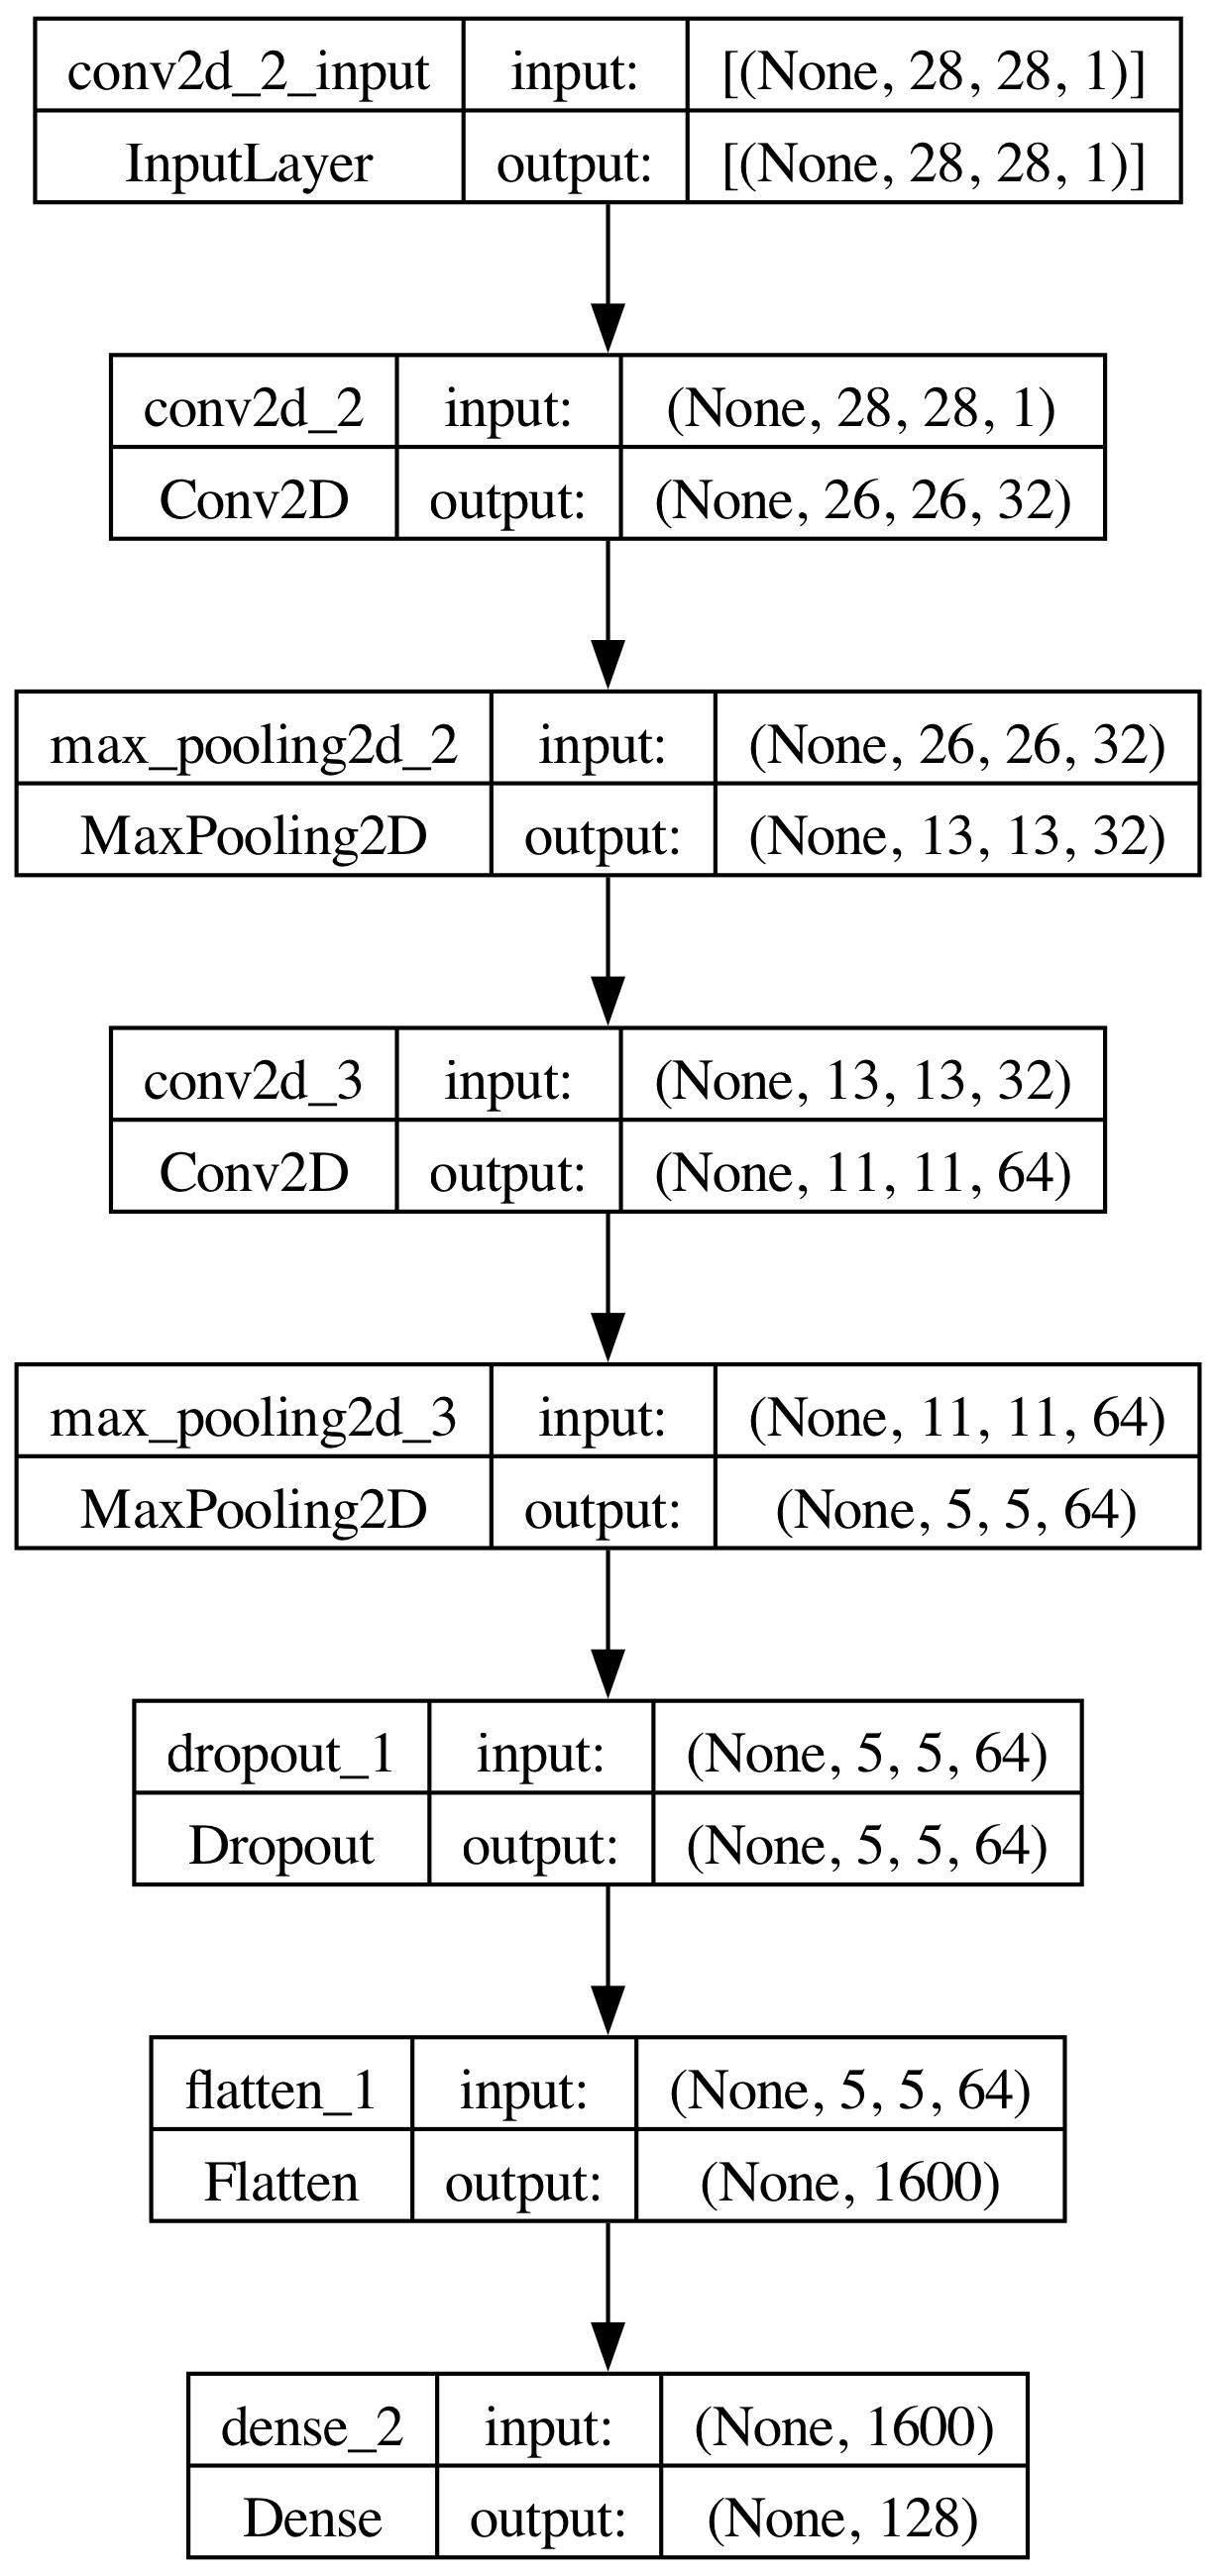 conv2d_2_input input: [(None, 28, 28, 1)]
InputLayer output: [(None, 28, 28, 1)]
conv2d_2 input: (None, 28, 28, 1)
Conv2D output: (None, 26, 26, 32)
max_pooling2d_2 input: (None, 26, 26, 32)
MaxPooling2D output: (None, 13, 13, 32)
conv2d_3 input: (None, 13, 13, 32)
Conv2D output: (None, 11, 11, 64)
max_pooling2d_3 input: (None, 11, 11, 64)
MaxPooling2D output: (None, 5, 5, 64)
dropout_1 input: (None, 5, 5, 64)
Dropout output: (None, 5, 5, 64)
flatten_1 input: (None, 5, 5, 64)
Flatten output: (None, 1600)
dense_2 input: (None, 1600)
Dense output: (None, 128)